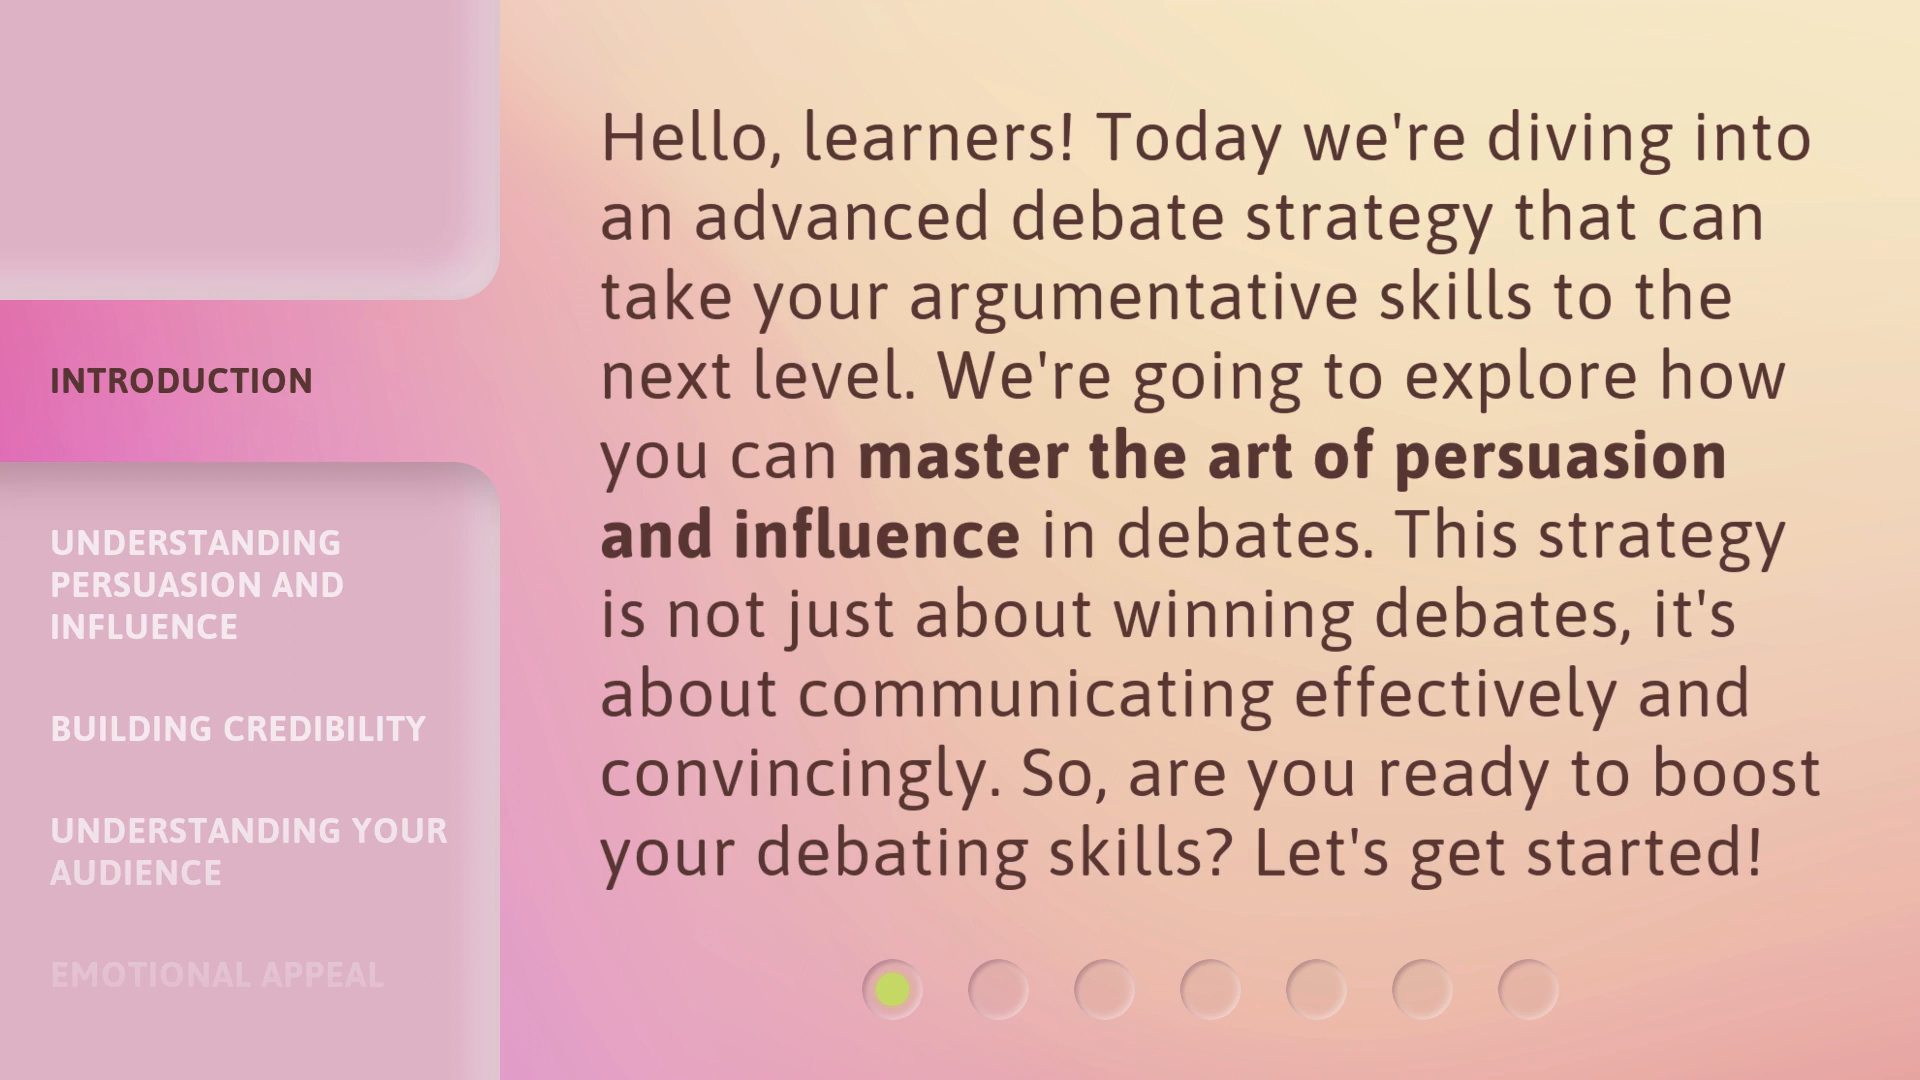 INTRODUCTION
UNDERSTANDING
PERSUASION AND
INFLUENCE
BUILDING CREDIBILITY
UNDERSTANDING YOUR
AUDIENCE
EMOTIONAL APPEAL
Hello, learners! Today we're diving into
an advanced debate strategy that can
take your argumentative skills to the
next level. We're going to explore how
you can master the art of persuasion
and influence in debates. This strategy
is not just about winning debates, it's
about communicating effectively and
convincingly. So, are you ready to boost
your debating skills? Let's get started!